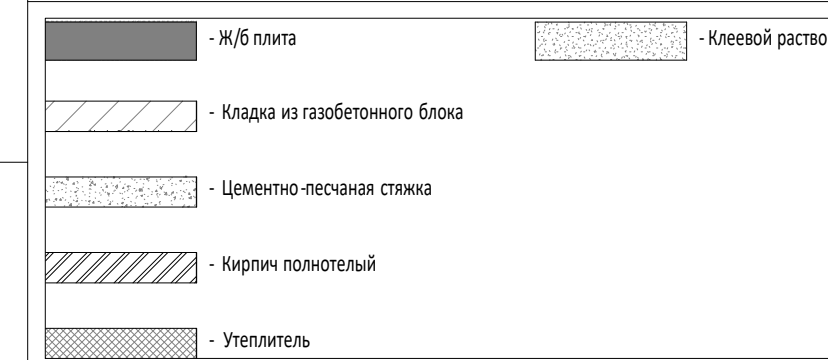 - Ж/б плита
- Клеевой раство
- Кладка из газобетонного блока
- Цементно-песчаная стяжка
- Кирпич полнотелый
- Утеплитель